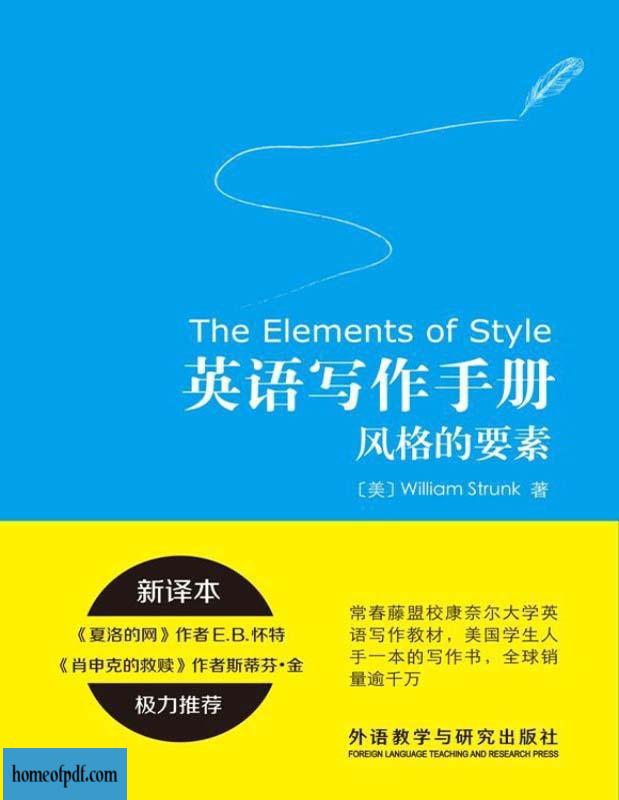 The Elements of Style
英语写作手册
风格的要素
〔美〕William Strunk 著
新译本
《夏洛的网》作者E.B.怀特
《肖申克的救赎》作者斯蒂芬·金
极力推荐
常春藤盟校康奈尔大学英
语写作教材，美国学生人
手一本的写作书，全球销
量逾千万
外语教学与研究出版社
FOREIGN LANGUAGE TEACHING AND RESEARCH PRESS
homeofpdf.com